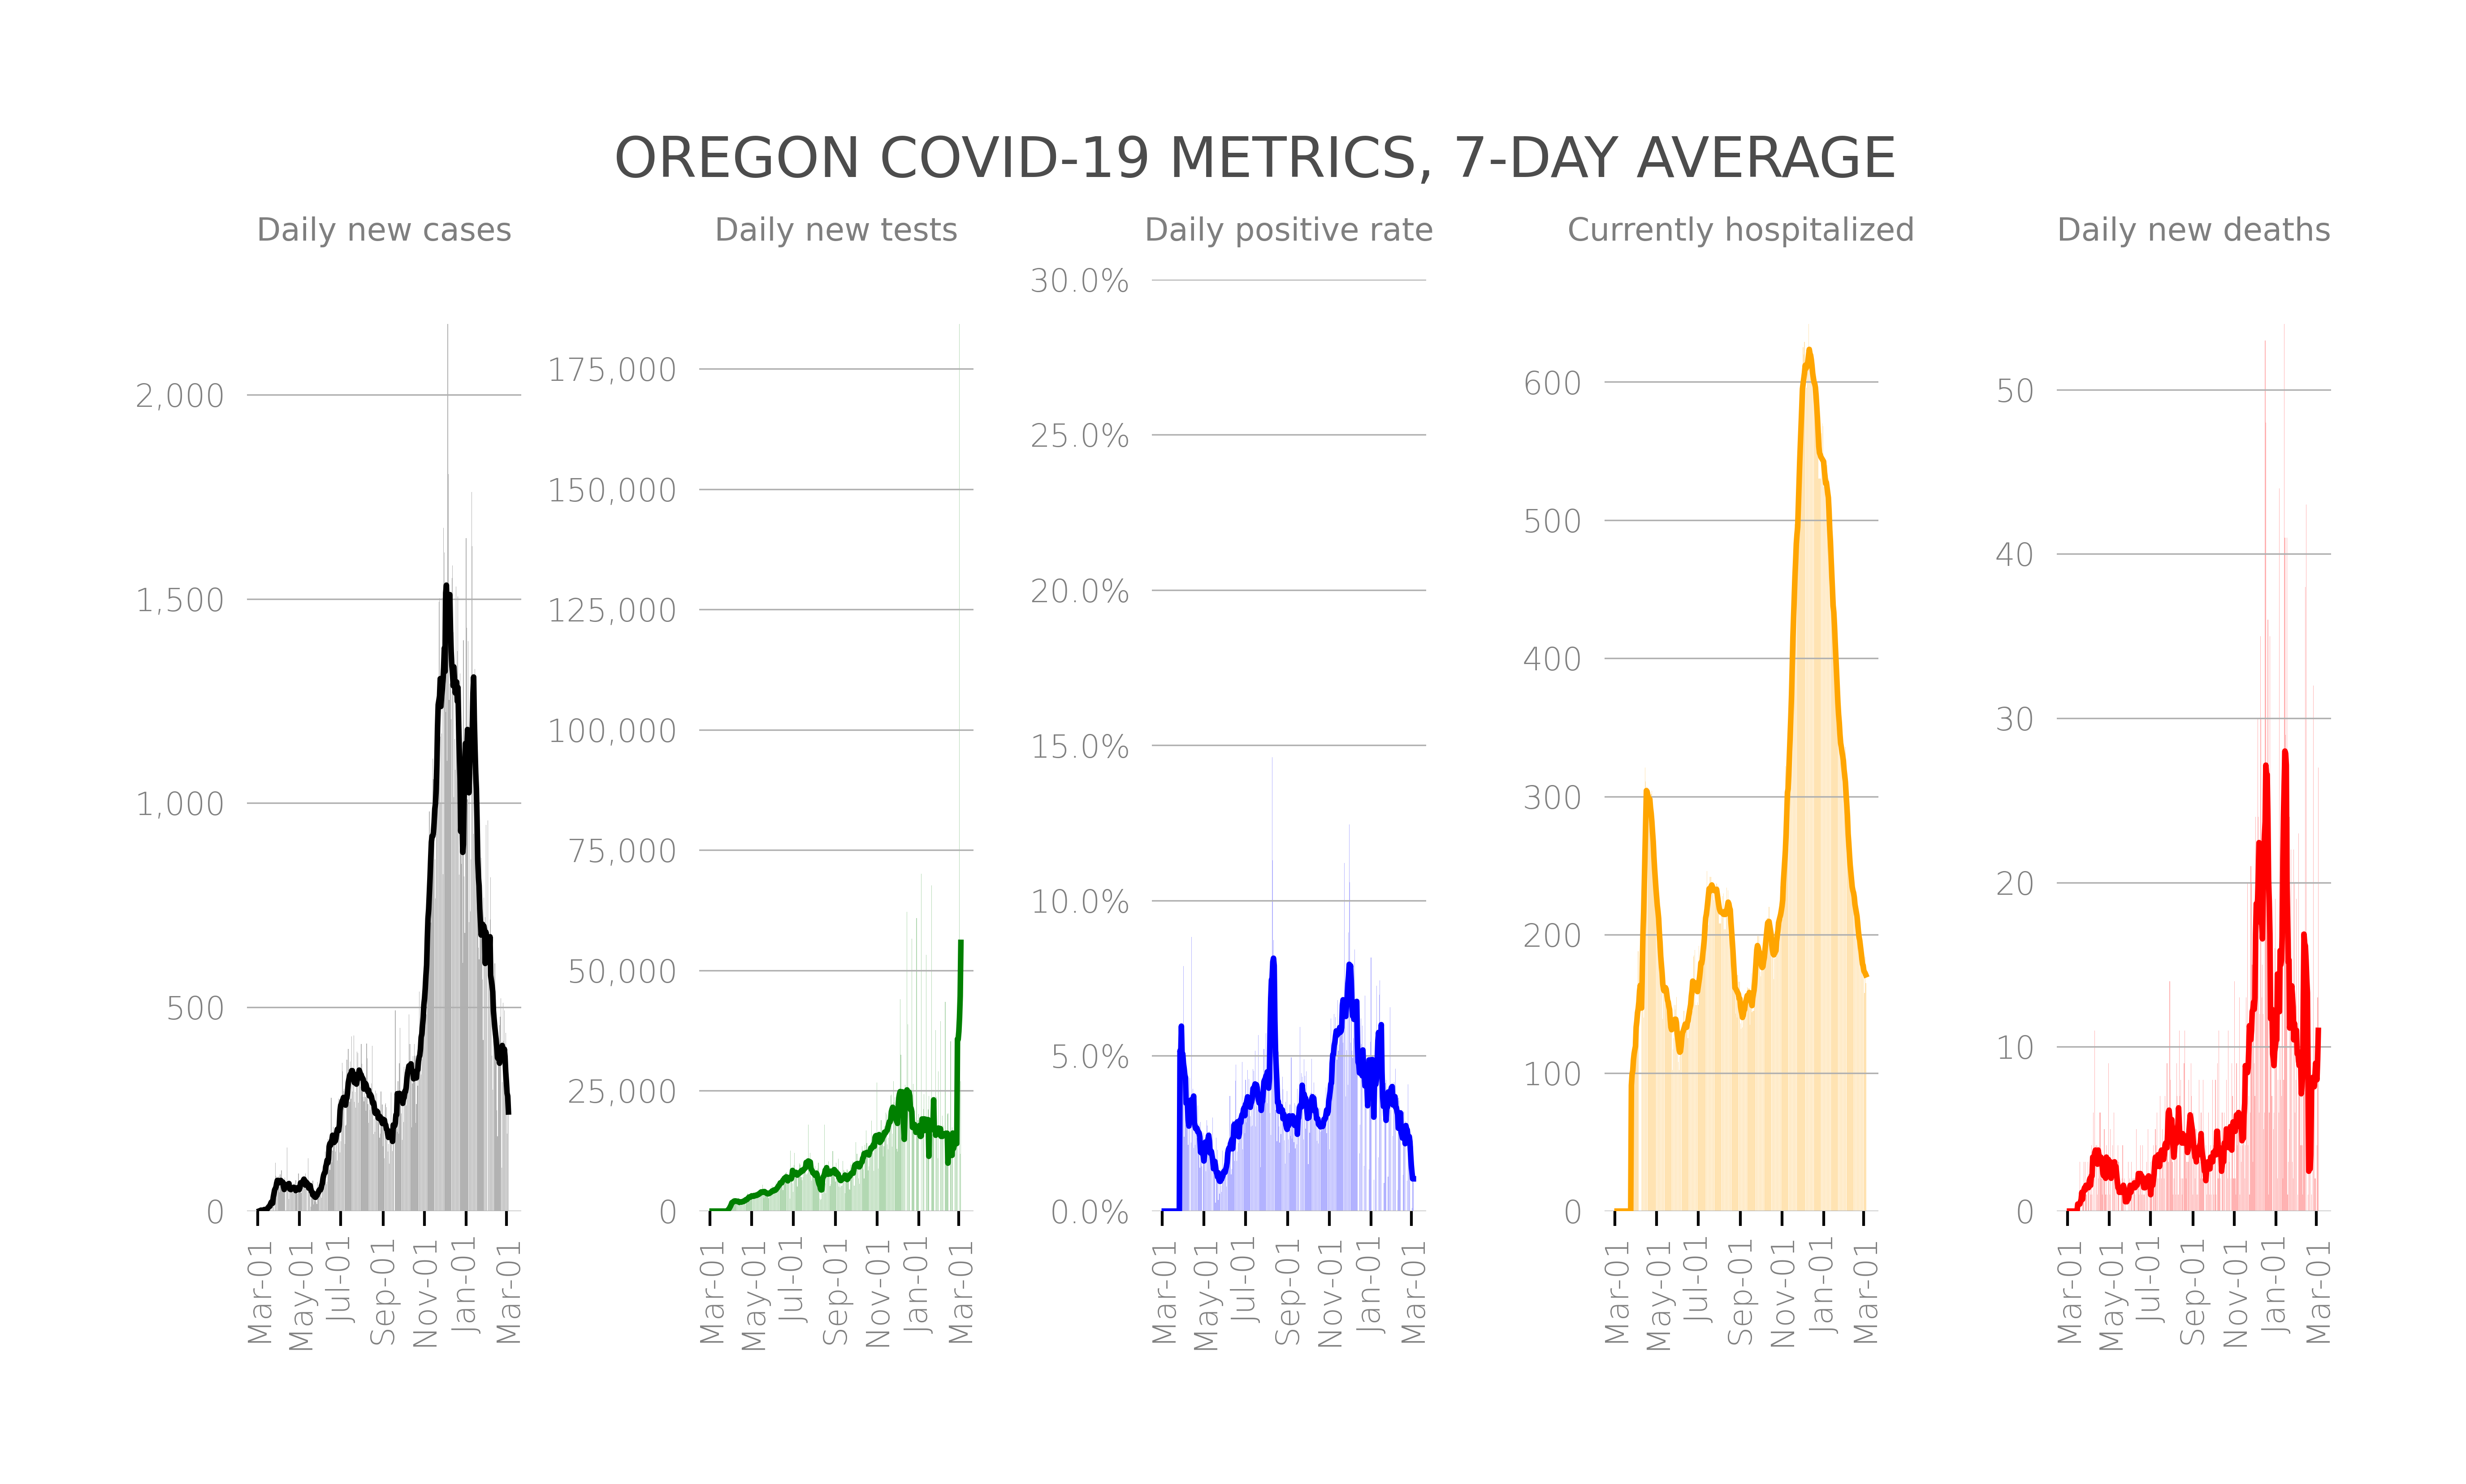 OREGON COVID-19 METRICS, 7-DAY AVERAGE
Daily new cases
2,000
1,500
1,000
500
0
Mar-01
May-01
Jul-01
Sep-01
Nov-01
Jan-01
Mar-01
Daily new tests
175,000
150,000
125,000
100,000
75,000
50,000
25,000
0
Mar-01
May-01
Jul-01
Sep-01
Nov-01
Jan-01
Mar-01
Daily positive rate
30.0%
25.0%
20.0%
15.0%
10.0%
5.0%
0.0%
Mar-01
May-01
Jul-01
Sep-01
Nov-01
Jan-01
Mar-01
Currently hospitalized
600
500
400
300
200
100
0
Mar-01
May-01
Jul-01
Sep-01
Nov-01
Jan-01
Mar-01
Daily new deaths
50
40
30
20
10
0
Mar-01
May-01
Jul-01
Sep-01
Nov-01
Jan-01
Mar-01